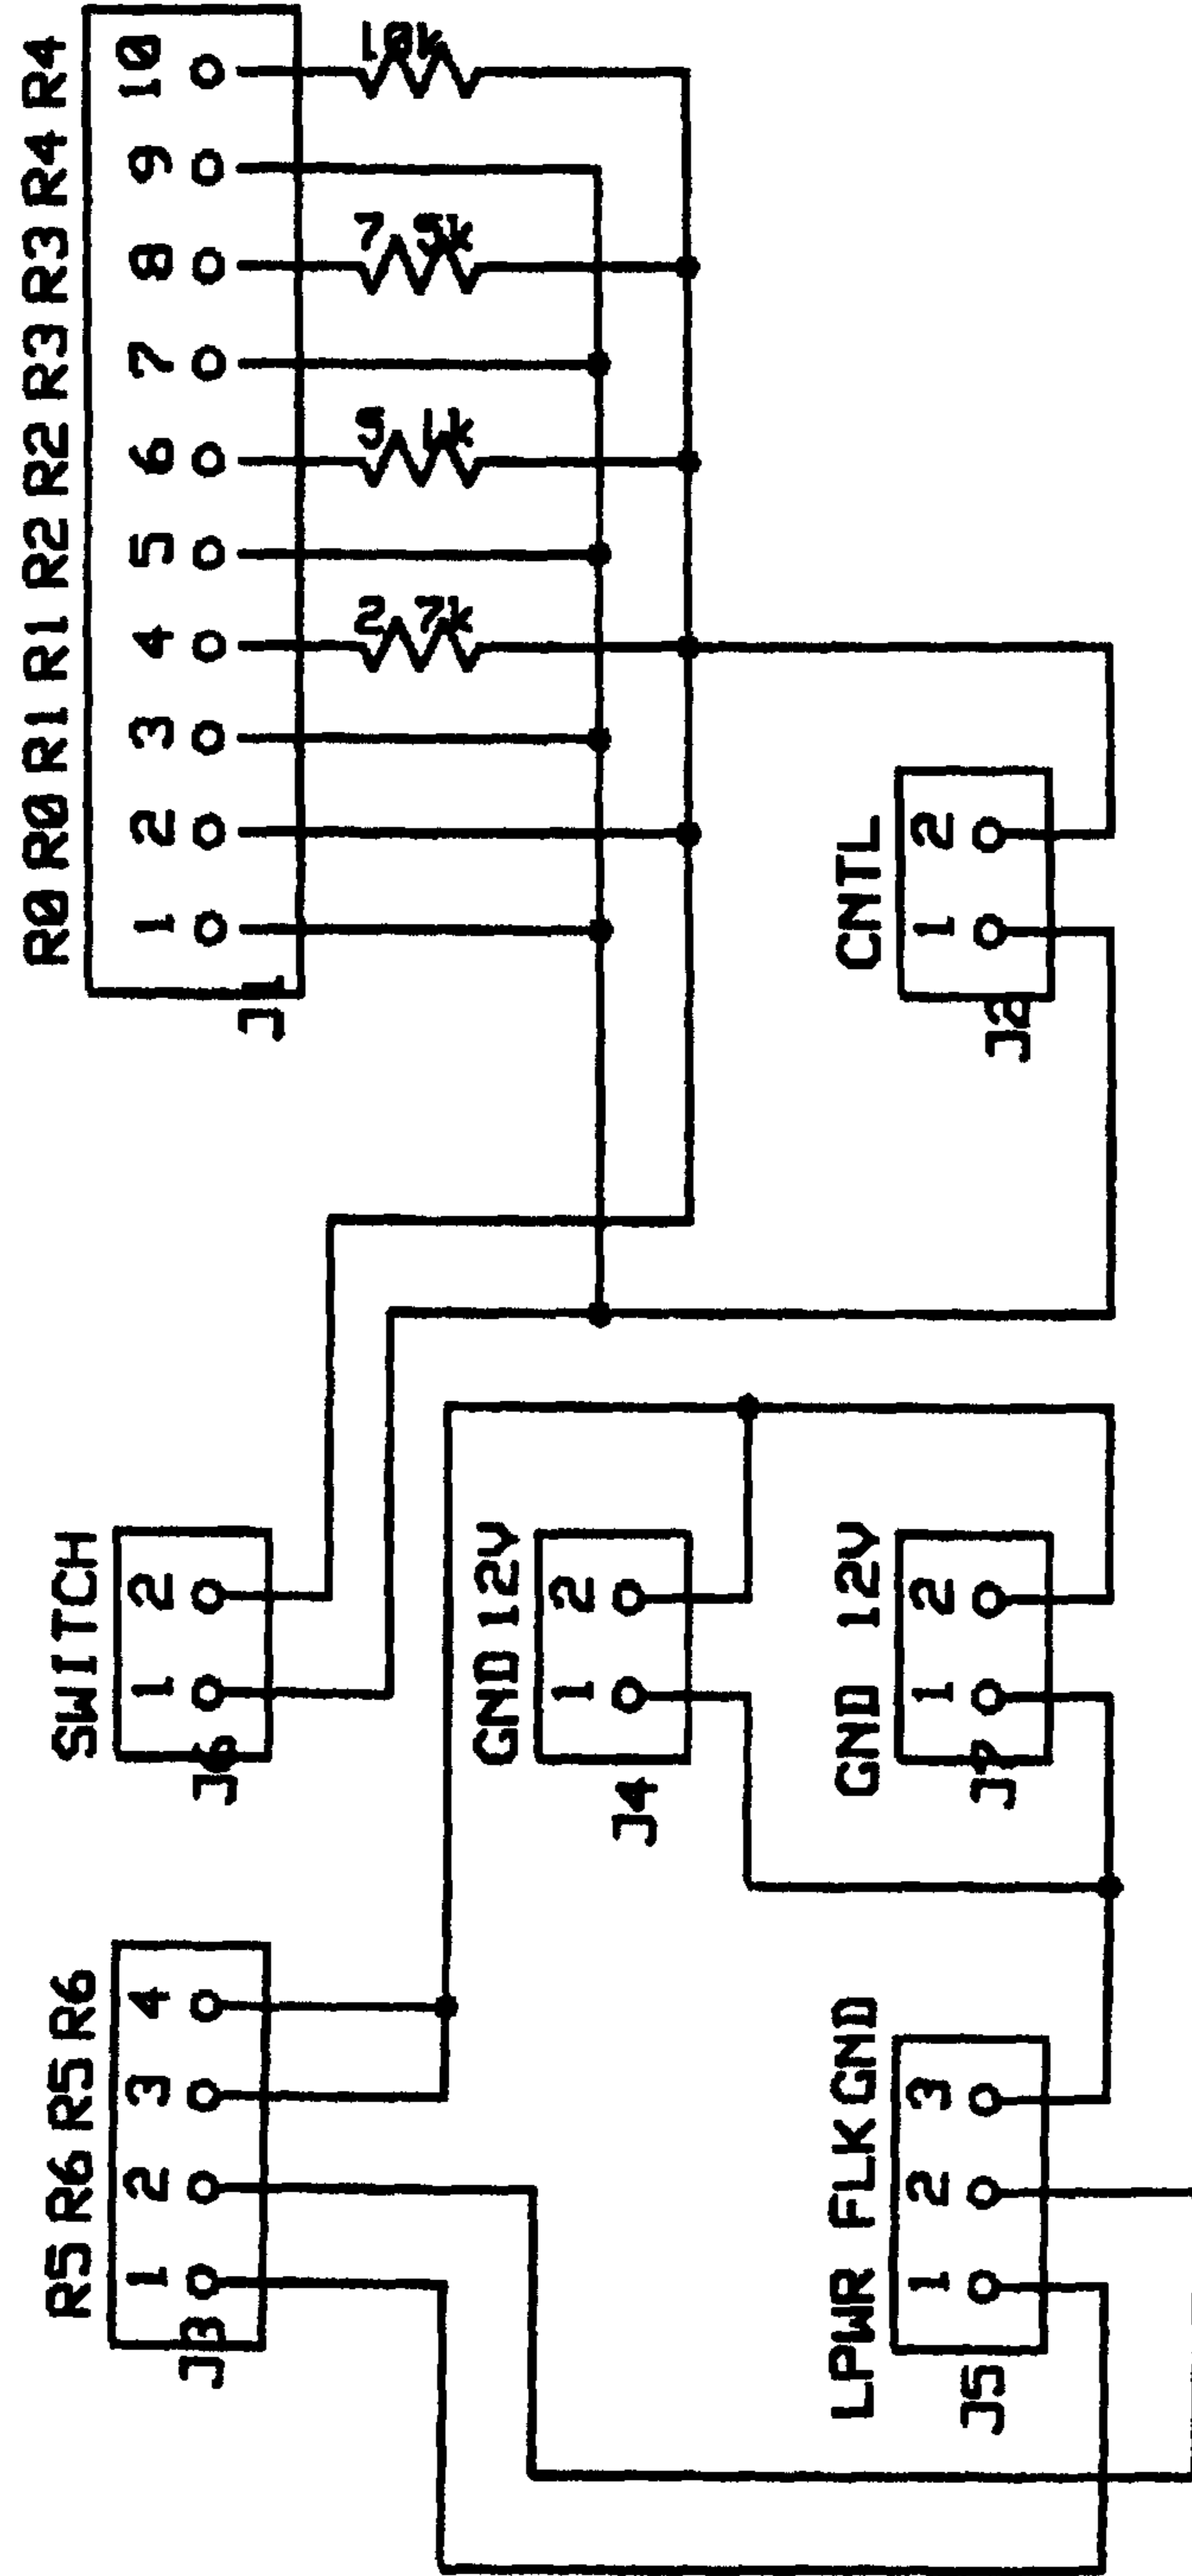 R0 R0 R1 R1 R2 R2 R3 R3 R4 R4
1 2 3 4 5 6 7 8 9 10
J1
2 7k
5 1k
7 5k
10k
SWITCH
1 2
J6
CNTL
1 2
J2
GND 12V
1 2
J4
GND 12V
1 2
J7
R5 R6 R5 R6
1 2 3 4
J3
LPWR FLK GND
1 2 3
J5